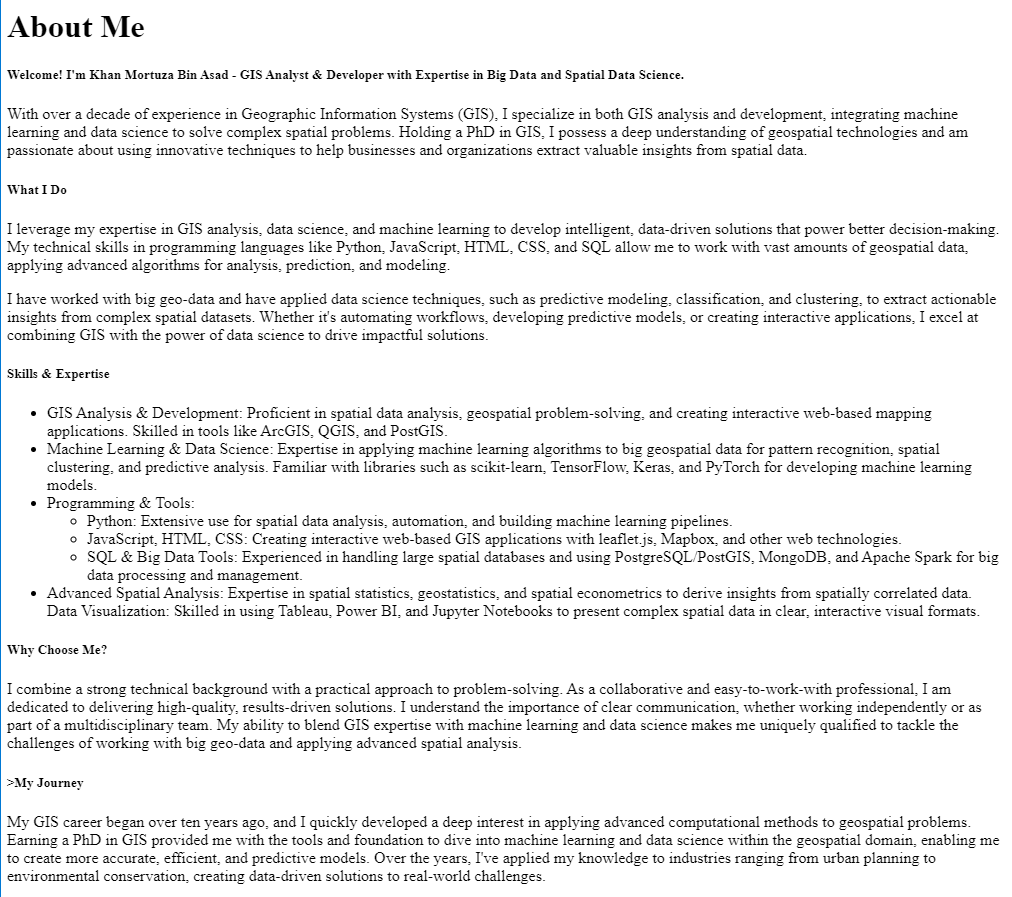 About Me
Welcome! I'm Khan Mortuza Bin Asad - GIS Analyst & Developer with Expertise in Big Data and Spatial Data Science.
With over a decade of experience in Geographic Information Systems (GIS), I specialize in both GIS analysis and development, integrating machine
learning and data science to solve complex spatial problems. Holding a PhD in GIS, I possess a deep understanding of geospatial technologies and am
passionate about using innovative techniques to help businesses and organizations extract valuable insights from spatial data.
What I Do
I leverage my expertise in GIS analysis, data science, and machine learning to develop intelligent, data-driven solutions that power better decision-making.
My technical skills in programming languages like Python, JavaScript, HTML, CSS, and SQL allow me to work with vast amounts of geospatial data,
applying advanced algorithms for analysis, prediction, and modeling.
I have worked with big geo-data and have applied data science techniques, such as predictive modeling, classification, and clustering, to extract actionable
insights from complex spatial datasets. Whether it's automating workflows, developing predictive models, or creating interactive applications, I excel at
combining GIS with the power of data science to drive impactful solutions.
Skills & Expertise
• GIS Analysis & Development: Proficient in spatial data analysis, geospatial problem-solving, and creating interactive web-based mapping
applications. Skilled in tools like ArcGIS, QGIS, and PostGIS.
• Machine Learning & Data Science: Expertise in applying machine learning algorithms to big geospatial data for pattern recognition, spatial
clustering, and predictive analysis. Familiar with libraries such as scikit-learn, TensorFlow, Keras, and PyTorch for developing machine learning
models.
• Programming & Tools:
◦ Python: Extensive use for spatial data analysis, automation, and building machine learning pipelines.
◦ JavaScript, HTML, CSS: Creating interactive web-based GIS applications with leaflet.js, Mapbox, and other web technologies.
◦ SQL & Big Data Tools: Experienced in handling large spatial databases and using PostgreSQL/PostGIS, MongoDB, and Apache Spark for big
data processing and management.
• Advanced Spatial Analysis: Expertise in spatial statistics, geostatistics, and spatial econometrics to derive insights from spatially correlated data.
Data Visualization: Skilled in using Tableau, Power BI, and Jupyter Notebooks to present complex spatial data in clear, interactive visual formats.
Why Choose Me?
I combine a strong technical background with a practical approach to problem-solving. As a collaborative and easy-to-work-with professional, I am
dedicated to delivering high-quality, results-driven solutions. I understand the importance of clear communication, whether working independently or as
part of a multidisciplinary team. My ability to blend GIS expertise with machine learning and data science makes me uniquely qualified to tackle the
challenges of working with big geo-data and applying advanced spatial analysis.
>My Journey
My GIS career began over ten years ago, and I quickly developed a deep interest in applying advanced computational methods to geospatial problems.
Earning a PhD in GIS provided me with the tools and foundation to dive into machine learning and data science within the geospatial domain, enabling me
to create more accurate, efficient, and predictive models. Over the years, I've applied my knowledge to industries ranging from urban planning to
environmental conservation, creating data-driven solutions to real-world challenges.